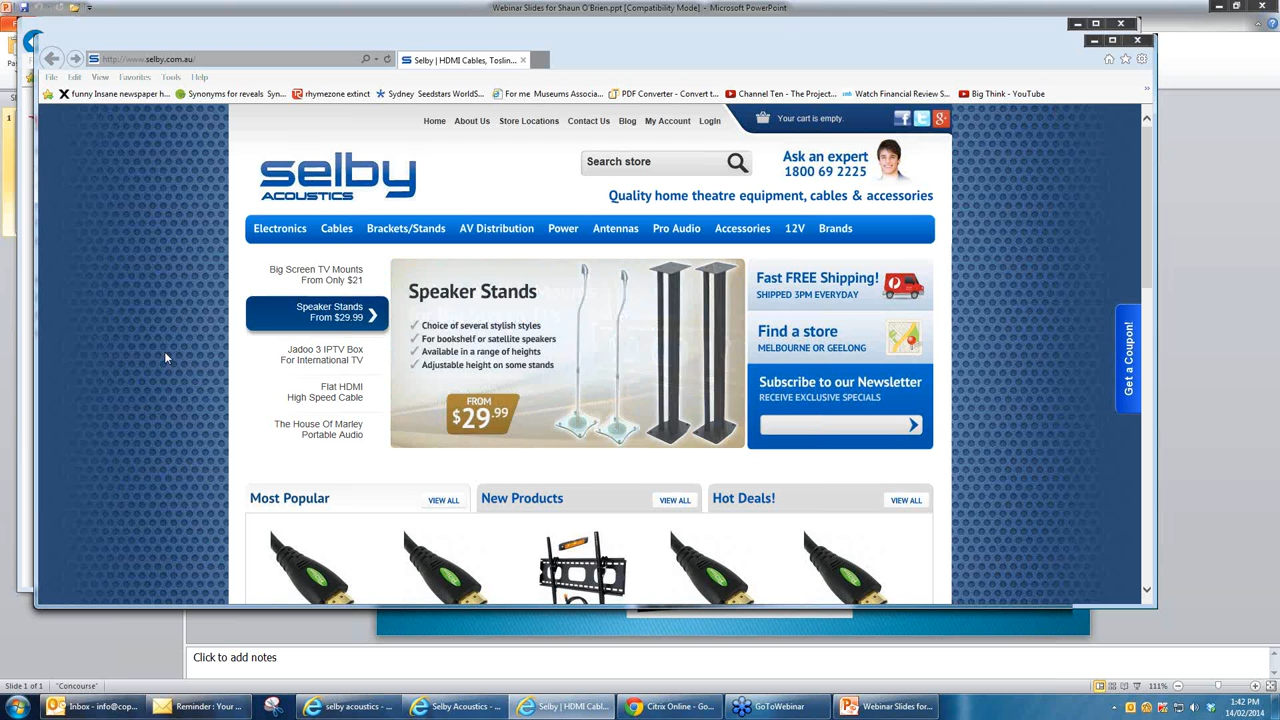 Webinar Slides for Shaun O'Brien.ppt [Compatibility Mode] - Microsoft PowerPoint
http://www.selby.com.au/
Selby | HDMI Cables, Toslin...
File Edit View Favorites Tools Help
funny Insane newspaper h...
Synonyms for reveals Syn...
rhymezone extinct
Sydney SeedstarsWorldS...
For me Museums Associa...
PDF Converter - Convert t...
Channel Ten - The Project...
Watch Financial Review S...
Big Think - YouTube
Home About Us Store Locations Contact Us Blog My Account LogIn
Your cart is empty.
selby
ACOUSTICS
Search store
Ask an expert
1800 69 2225
Quality home theatre equipment, cables & accessories
Electronics Cables Brackets/Stands AV Distribution Power Antennas Pro Audio Accessories 12V Brands
Big Screen TV Mounts
From Only $21
Speaker Stands
From $29.99
Jadoo 3 IPTV Box
For International TV
Flat HDMI
High Speed Cable
The House Of Marley
Portable Audio
Speaker Stands
✓ Choice of several stylish styles
✓ For bookshelf or satellite speakers
✓ Available in a range of heights
✓ Adjustable height on some stands
FROM
$29.99
Fast FREE Shipping!
SHIPPED 3PM EVERYDAY
Find a store
MELBOURNE OR GEELONG
Subscribe to our Newsletter
RECEIVE EXCLUSIVE SPECIALS
Get a Coupon!
Most Popular VIEW ALL
New Products VIEW ALL
Hot Deals! VIEW ALL
Click to add notes
Slide 1 of 1 "Concourse" 111%
Inbox - info@cop...
Reminder : Your ...
selby acoustics - ...
Selby Acoustics - ...
Selby | HDMI Cabl...
Citrix Online - Go...
GoToWebinar
Webinar Slides for...
1:42 PM
14/02/2014